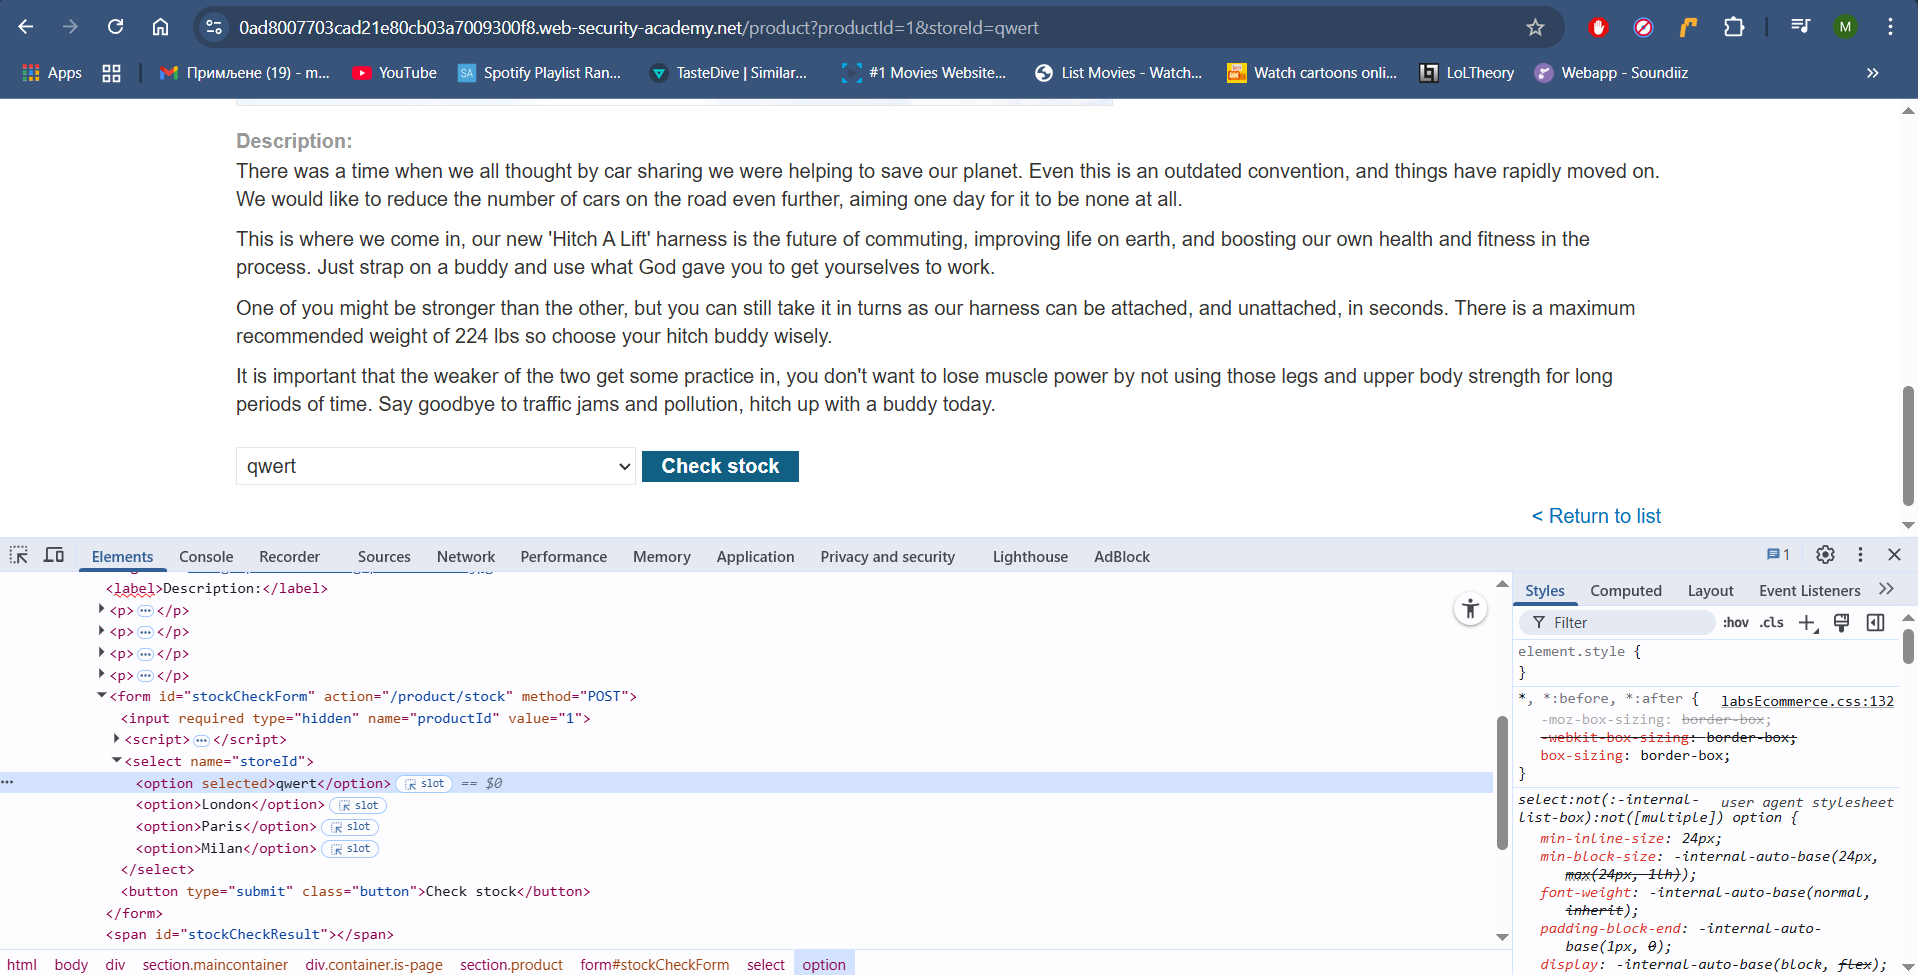 0ad8007703cad21e80cb03a7009300f8.web-security-academy.net/product?productId=1&storeId=qwert
M
Apps
Примљене (19) - m...
YouTube
SA Spotify Playlist Ran...
TasteDive | Similar...
#1 Movies Website...
List Movies - Watch...
Watch cartoons onli...
LoLTheory
Webapp - Soundiiz
Description:
There was a time when we all thought by car sharing we were helping to save our planet. Even this is an outdated convention, and things have rapidly moved on.
We would like to reduce the number of cars on the road even further, aiming one day for it to be none at all.
This is where we come in, our new 'Hitch A Lift' harness is the future of commuting, improving life on earth, and boosting our own health and fitness in the
process. Just strap on a buddy and use what God gave you to get yourselves to work.
One of you might be stronger than the other, but you can still take it in turns as our harness can be attached, and unattached, in seconds. There is a maximum
recommended weight of 224 lbs so choose your hitch buddy wisely.
It is important that the weaker of the two get some practice in, you don't want to lose muscle power by not using those legs and upper body strength for long
periods of time. Say goodbye to traffic jams and pollution, hitch up with a buddy today.
qwert
Check stock
< Return to list
Elements Console Recorder Sources Network Performance Memory Application Privacy and security Lighthouse AdBlock
1
<label>Description:</label>
<p>…</p>
<p>…</p>
<p>…</p>
<p>…</p>
<form id="stockCheckForm" action="/product/stock" method="POST">
<input required type="hidden" name="productId" value="1">
<script>…</script>
<select name="storeId">
<option selected>qwert</option> slot == $0
<option>London</option> slot
<option>Paris</option> slot
<option>Milan</option> slot
</select>
<button type="submit" class="button">Check stock</button>
</form>
<span id="stockCheckResult"></span>
html body div section.maincontainer div.container.is-page section.product form#stockCheckForm select option
Styles Computed Layout Event Listeners
Filter
:hov .cls
element.style {
}
*, *:before, *:after { labsEcommerce.css:132
-moz-box-sizing: border-box;
-webkit-box-sizing: border-box;
box-sizing: border-box;
}
select:not(:-internal- user agent stylesheet
list-box):not([multiple]) option {
min-inline-size: 24px;
min-block-size: -internal-auto-base(24px,
max(24px, 1lh));
font-weight: -internal-auto-base(normal,
inherit);
padding-block-end: -internal-auto-
base(1px, 0);
display: -internal-auto-base(block, flex);